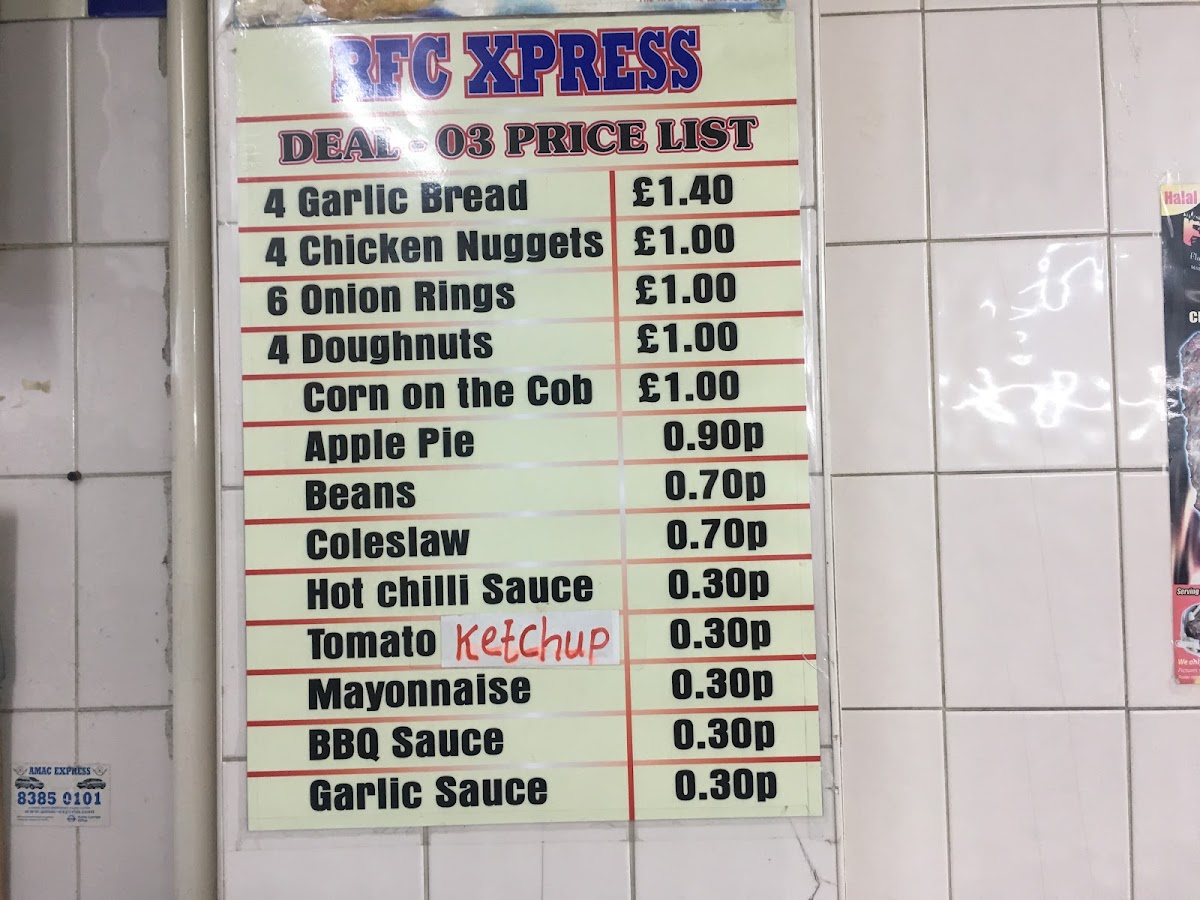 RFC XPRESS
DEAL - 03 PRICE LIST
4 Garlic Bread £1.40
4 Chicken Nuggets £1.00
6 Onion Rings £1.00
4 Doughnuts £1.00
Corn on the Cob £1.00
Apple Pie 0.90p
Beans 0.70p
Coleslaw 0.70p
Hot chilli Sauce 0.30p
Tomato Ketchup 0.30p
Mayonnaise 0.30p
BBQ Sauce 0.30p
Garlic Sauce 0.30p
AMAC EXPRESS
8385 0101
Halal
Serving